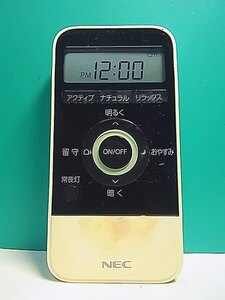 CH1
PM 12:00
アクティブ ナチュラル リラックス
明るく
留守 ON/OFF おやすみ
常夜灯
暗く
NEC